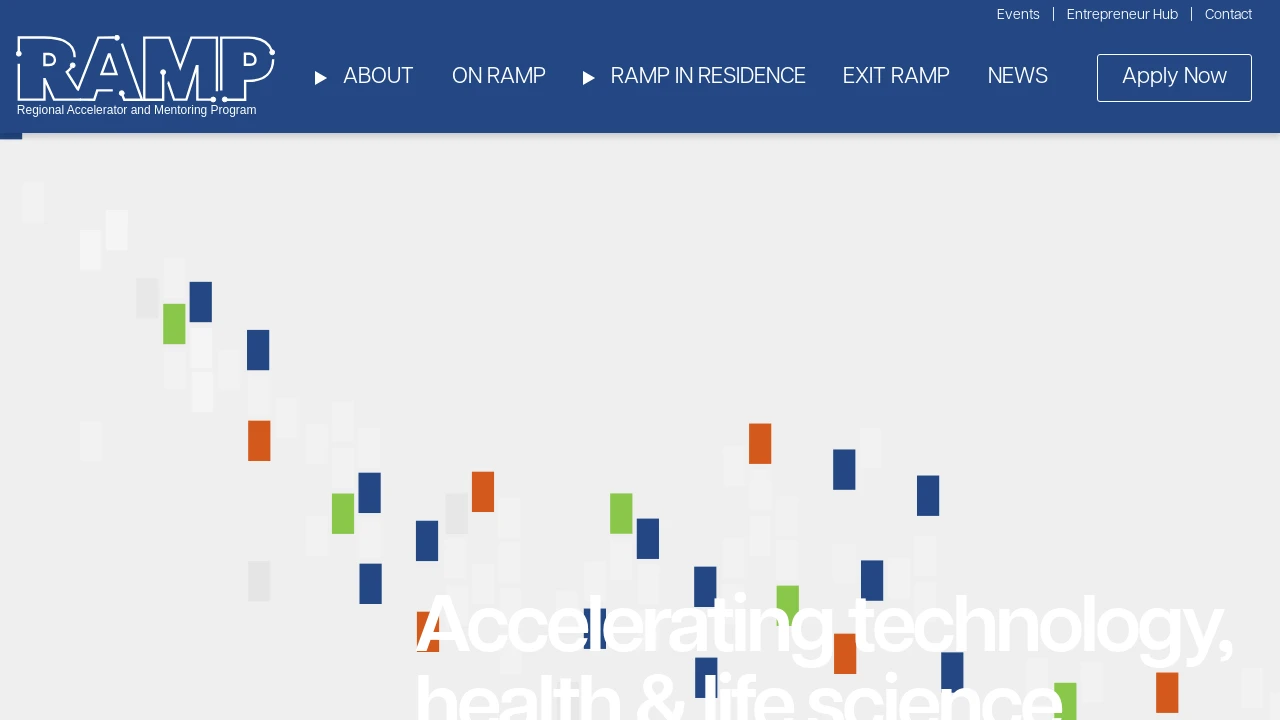 Events
Entrepreneur Hub
Contact
RAMP
Regional Accelerator and Mentoring Program
ABOUT
ON RAMP
RAMP IN RESIDENCE
EXIT RAMP
NEWS
Apply Now
Accelerating technology,
health & life science